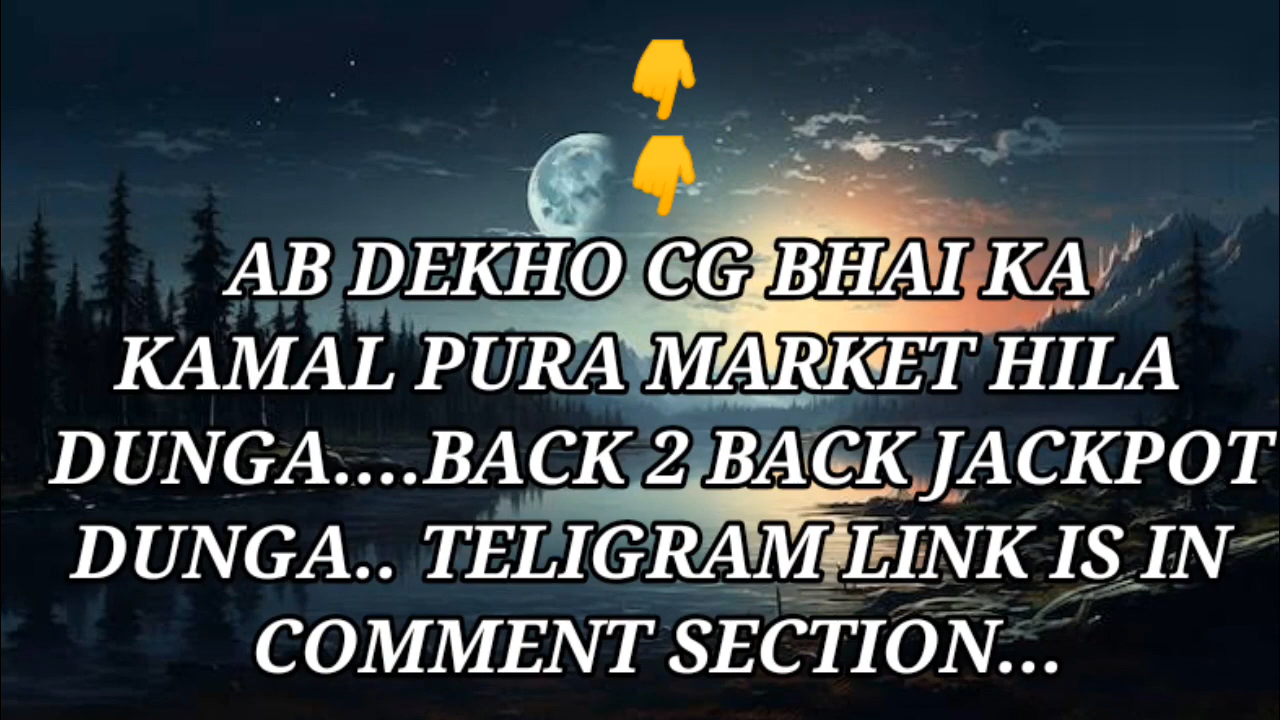 👇
👇
AB DEKHO CG BHAI KA
KAMAL PURA MARKET HILA
DUNGA....BACK 2 BACK JACKPOT
DUNGA.. TELIGRAM LINK IS IN
COMMENT SECTION...